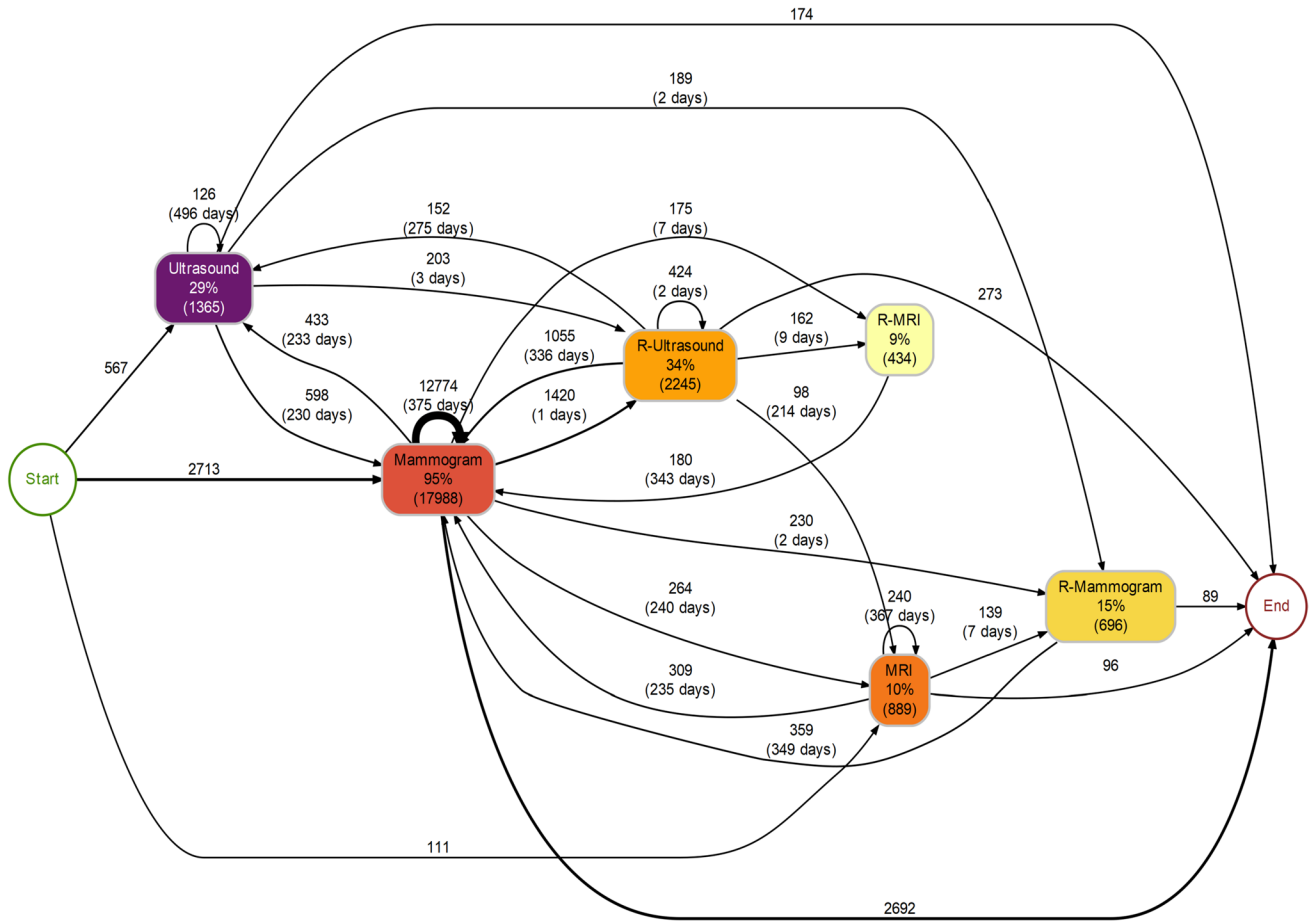 174
189
(2 days)
126
(496 days)
152
(275 days)
175
(7 days)
Ultrasound
29%
(1365)
203
(3 days)
424
(2 days)
273
R-MRI
9%
(434)
433
(233 days)
567
1055
(336 days)
R-Ultrasound
34%
(2245)
162
(9 days)
598
(230 days)
12774
(375 days)
1420
(1 days)
98
(214 days)
Start
2713
Mammogram
95%
(17988)
180
(343 days)
230
(2 days)
264
(240 days)
240
(367 days)
139
(7 days)
R-Mammogram
15%
(696)
89
End
309
(235 days)
MRI
10%
(889)
96
359
(349 days)
111
2692